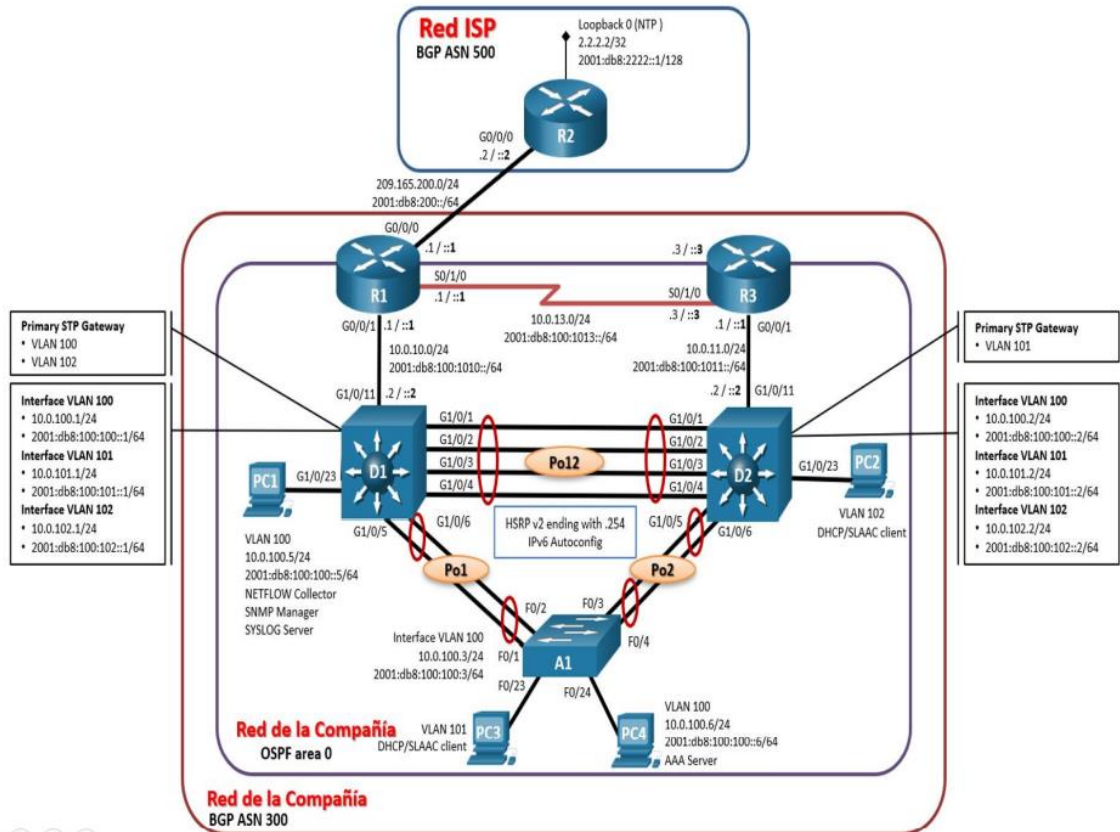 Red ISP
BGP ASN 500
Loopback 0 (NTP )
2.2.2.2/32
2001:db8:2222::1/128
R2
G0/0/0
.2 / ::2
209.165.200.0/24
2001:db8:200::/64
G0/0/0
.1 / ::1
R1
S0/1/0
.1 / ::1
10.0.13.0/24
2001:db8:100:1013::/64
.3 / ::3
R3
S0/1/0
.3 / ::3
G0/0/1
.1 / ::1
10.0.10.0/24
2001:db8:100:1010::/64
G1/0/11
.2 / ::2
.1 / ::1
G0/0/1
10.0.11.0/24
2001:db8:100:1011::/64
.2 / ::2
G1/0/11
Primary STP Gateway
• VLAN 100
• VLAN 102
Interface VLAN 100
• 10.0.100.1/24
• 2001:db8:100:100::1/64
Interface VLAN 101
• 10.0.101.1/24
• 2001:db8:100:101::1/64
Interface VLAN 102
• 10.0.102.1/24
• 2001:db8:100:102::1/64
Primary STP Gateway
• VLAN 101
Interface VLAN 100
• 10.0.100.2/24
• 2001:db8:100:100::2/64
Interface VLAN 101
• 10.0.101.2/24
• 2001:db8:100:101::2/64
Interface VLAN 102
• 10.0.102.2/24
• 2001:db8:100:102::2/64
D1
G1/0/1
G1/0/2
G1/0/3
G1/0/4
Po12
G1/0/1
G1/0/2
G1/0/3
G1/0/4
D2
PC1
G1/0/23
G1/0/5
G1/0/6
HSRP v2 ending with .254
IPv6 Autoconfig
G1/0/5
G1/0/6
G1/0/23
PC2
VLAN 102
DHCP/SLAAC client
VLAN 100
10.0.100.5/24
2001:db8:100:100::5/64
NETFLOW Collector
SNMP Manager
SYSLOG Server
Po1
Po2
F0/2
F0/3
F0/1
F0/4
Interface VLAN 100
10.0.100.3/24
2001:db8:100:100:3/64
A1
F0/23
F0/24
VLAN 101
DHCP/SLAAC client
PC3
PC4
VLAN 100
10.0.100.6/24
2001:db8:100:100::6/64
AAA Server
Red de la Compañía
OSPF area 0
Red de la Compañía
BGP ASN 300